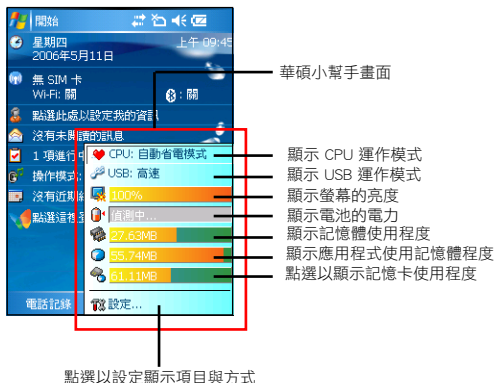 開始
星期四
2006年5月11日
上午 09:45
無 SIM 卡
Wi-Fi: 關
: 關
點選此處以設定我的資訊
沒有未閱讀的訊息
1 項進行中
操作模式:
沒有近期
點選這裡
CPU: 自動省電模式
USB: 高速
100%
偵測中...
27.63MB
55.74MB
61.11MB
電話記錄
設定...
華碩小幫手畫面
顯示 CPU 運作模式
顯示 USB 運作模式
顯示螢幕的亮度
顯示電池的電力
顯示記憶體使用程度
顯示應用程式使用記憶體程度
點選以顯示記憶卡使用程度
點選以設定顯示項目與方式